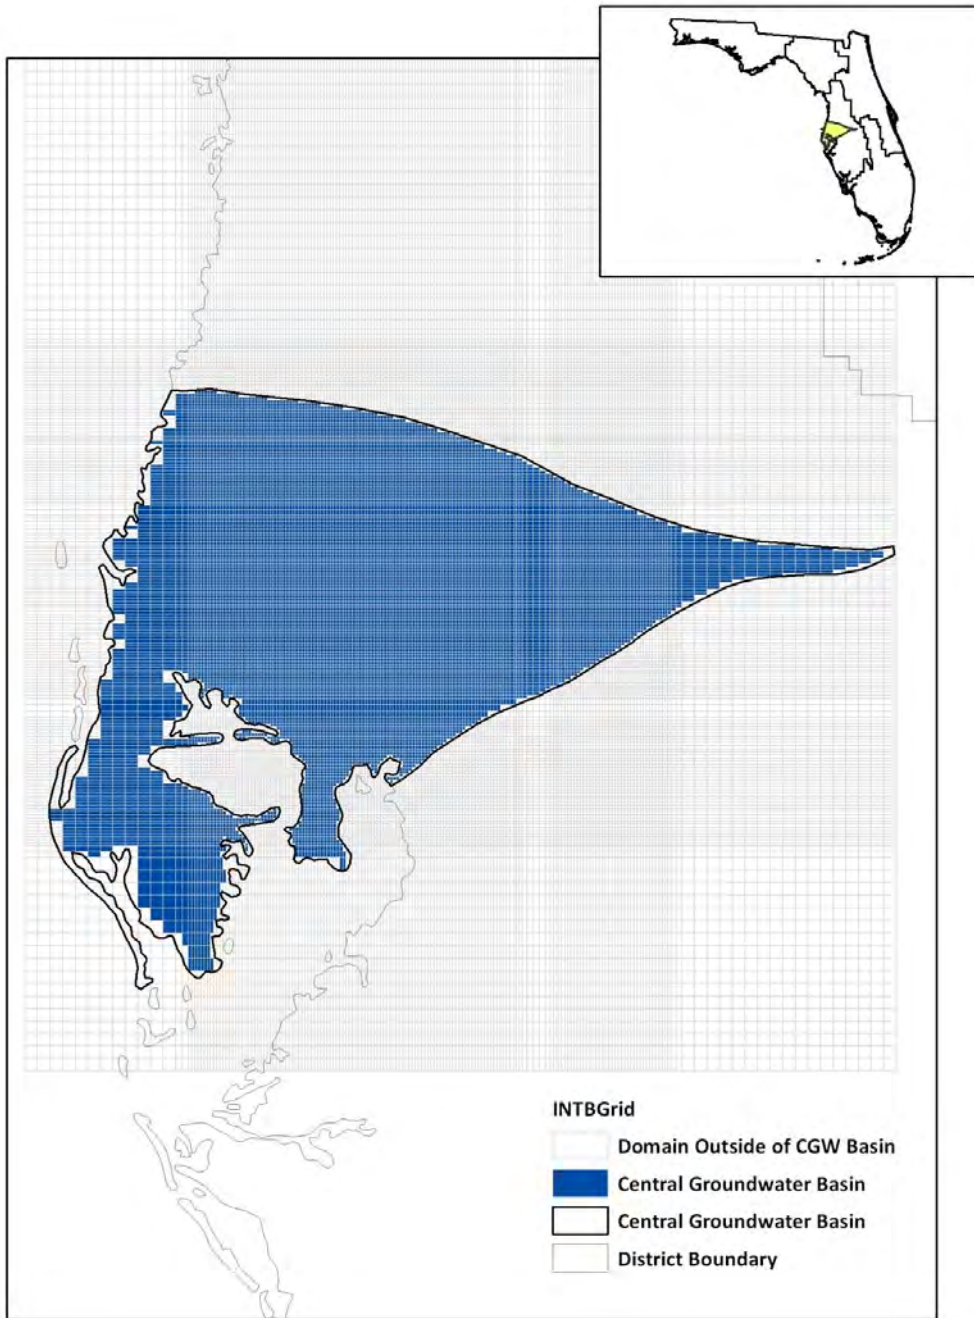 INTBGrid
Domain Outside of CGW Basin
Central Groundwater Basin
Central Groundwater Basin
District Boundary